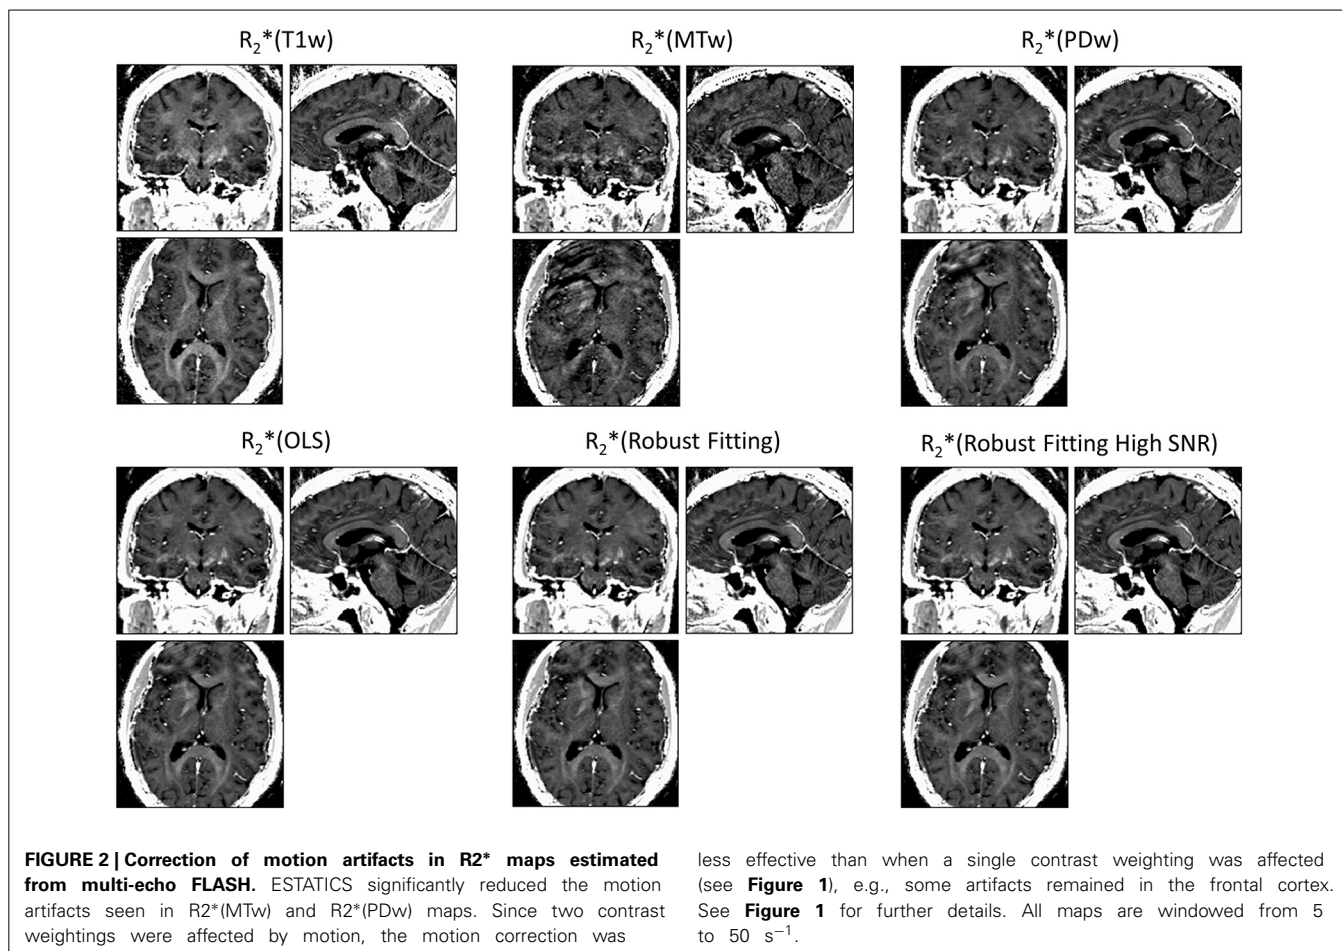 R2*(T1w) R2*(MTw) R2*(PDw)
R2*(OLS) R2*(Robust Fitting) R2*(Robust Fitting High SNR)
FIGURE 2 | Correction of motion artifacts in R2* maps estimated
from multi-echo FLASH. ESTATICS significantly reduced the motion
artifacts seen in R2*(MTw) and R2*(PDw) maps. Since two contrast
weightings were affected by motion, the motion correction was
less effective than when a single contrast weighting was affected
(see Figure 1), e.g., some artifacts remained in the frontal cortex.
See Figure 1 for further details. All maps are windowed from 5
to 50 s−1.